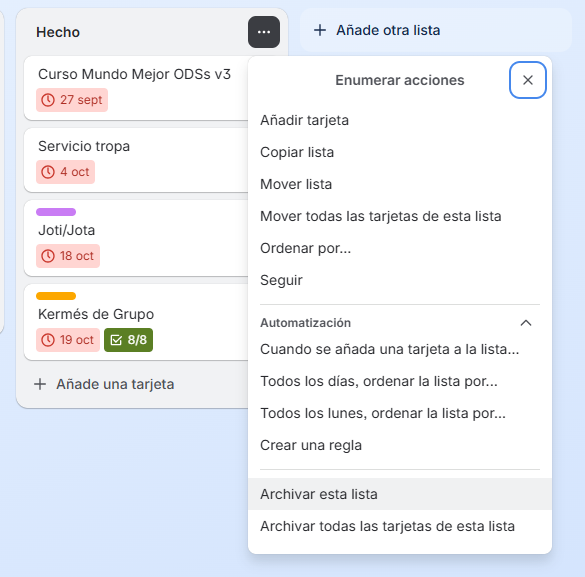 Hecho
Añade otra lista
Curso Mundo Mejor ODSs v3
27 sept
Servicio tropa
4 oct
Joti/Jota
18 oct
Kermés de Grupo
19 oct
8/8
Añade una tarjeta
Enumerar acciones
Añadir tarjeta
Copiar lista
Mover lista
Mover todas las tarjetas de esta lista
Ordenar por...
Seguir
Automatización
Cuando se añada una tarjeta a la lista...
Todos los días, ordenar la lista por...
Todos los lunes, ordenar la lista por...
Crear una regla
Archivar esta lista
Archivar todas las tarjetas de esta lista